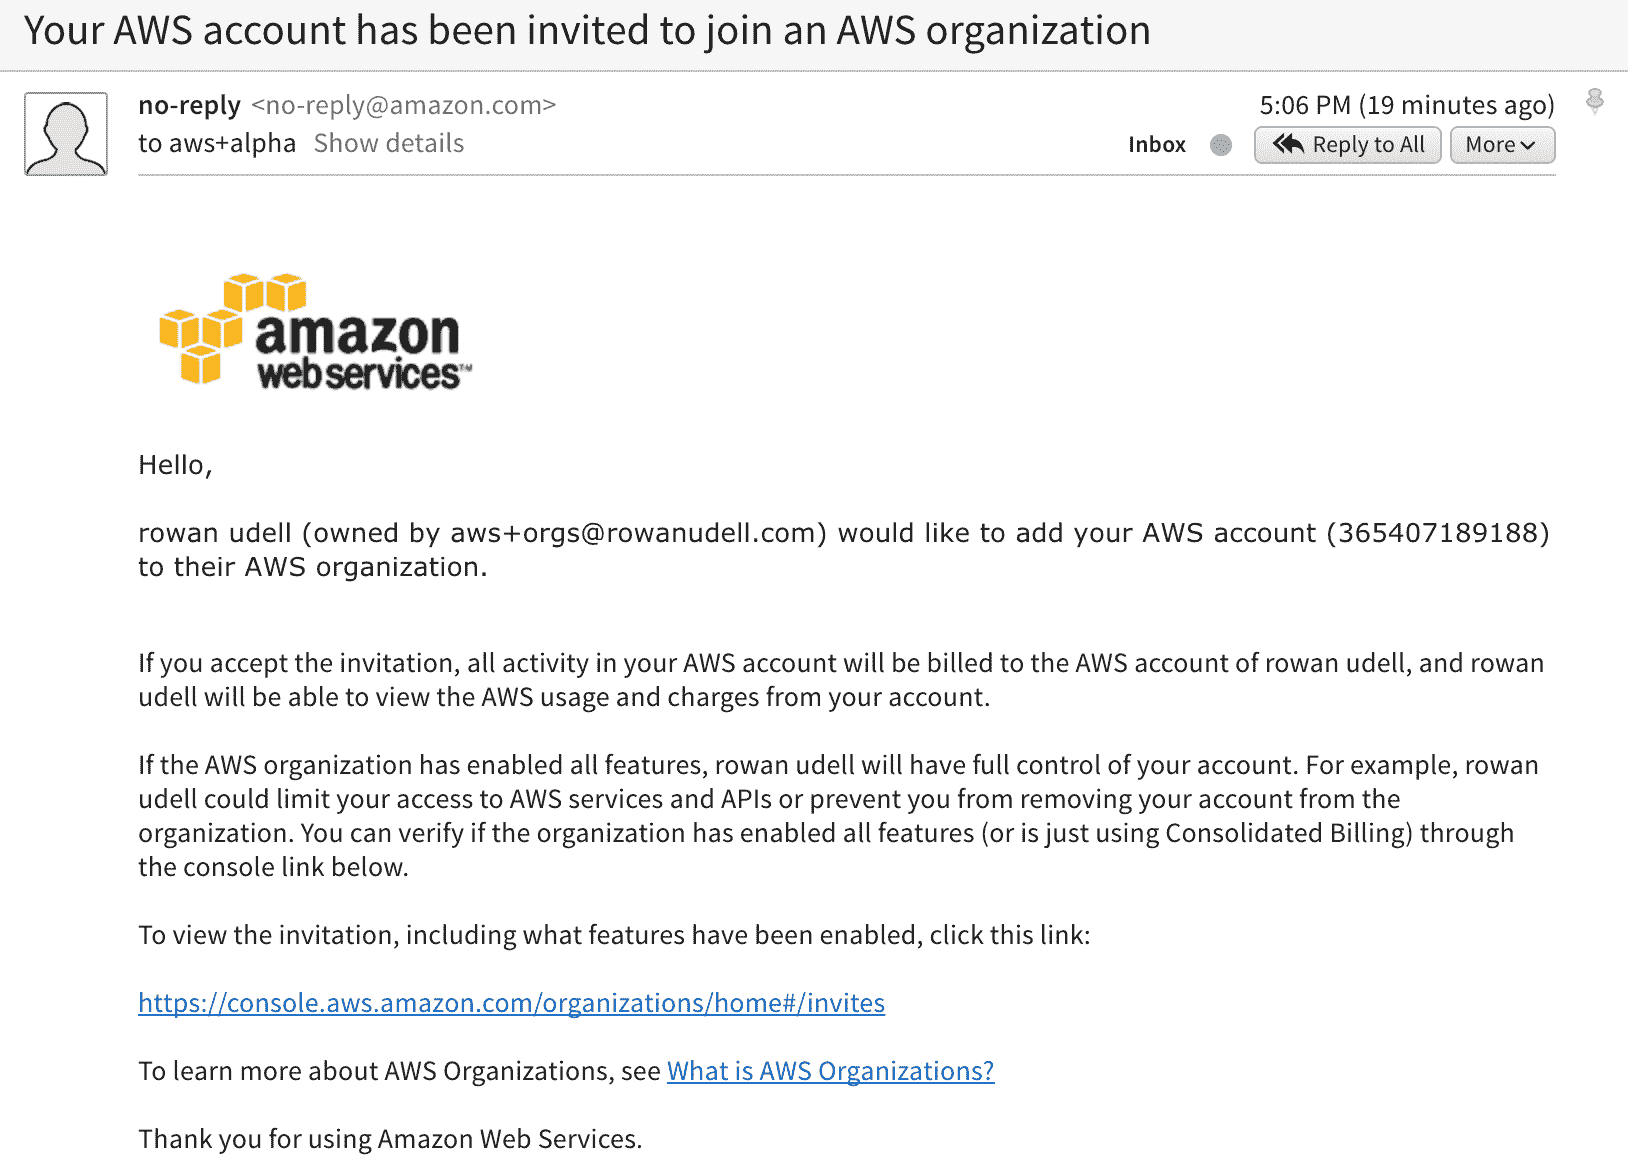 Your AWS account has been invited to join an AWS organization
no-reply <no-reply@amazon.com>
5:06 PM (19 minutes ago)
to aws+alpha Show details
Inbox
Reply to All
More
amazon
web services™
Hello,
rowan udell (owned by aws+orgs@rowanudell.com) would like to add your AWS account (365407189188)
to their AWS organization.
If you accept the invitation, all activity in your AWS account will be billed to the AWS account of rowan udell, and rowan
udell will be able to view the AWS usage and charges from your account.
If the AWS organization has enabled all features, rowan udell will have full control of your account. For example, rowan
udell could limit your access to AWS services and APIs or prevent you from removing your account from the
organization. You can verify if the organization has enabled all features (or is just using Consolidated Billing) through
the console link below.
To view the invitation, including what features have been enabled, click this link:
https://console.aws.amazon.com/organizations/home#/invites
To learn more about AWS Organizations, see What is AWS Organizations?
Thank you for using Amazon Web Services.